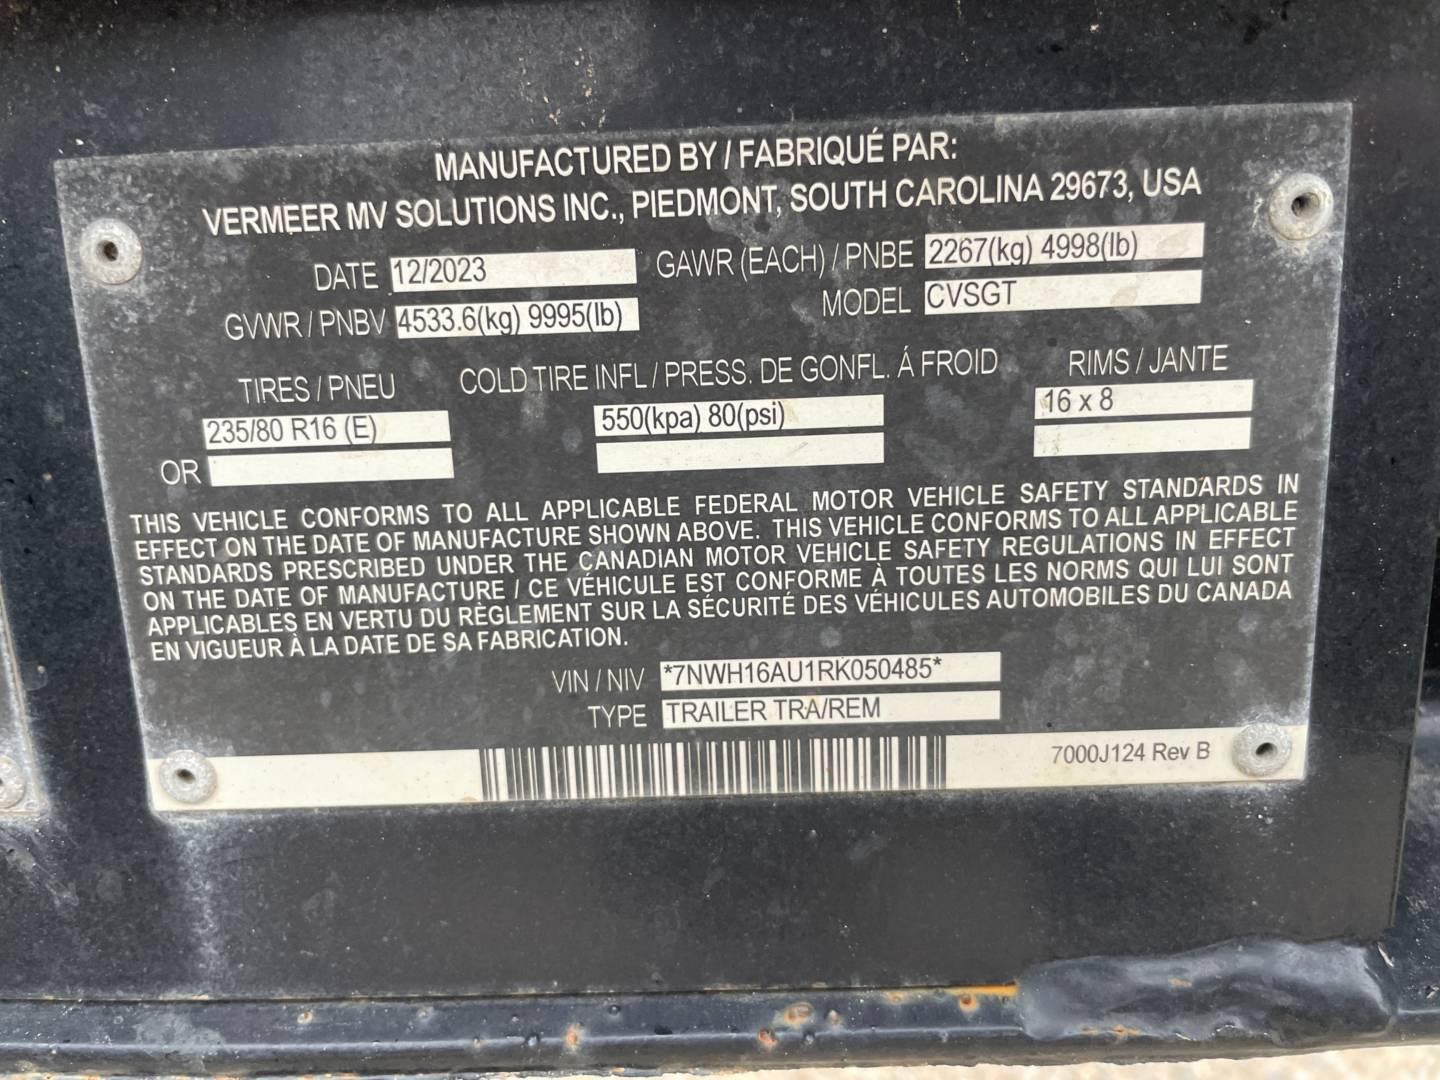 MANUFACTURED BY / FABRIQUÉ PAR:
VERMEER MV SOLUTIONS INC., PIEDMONT, SOUTH CAROLINA 29673, USA
DATE 12/2023 GAWR (EACH) / PNBE 2267(kg) 4998(lb)
GVWR / PNBV 4533.6(kg) 9995(lb) MODEL CVSGT
TIRES / PNEU COLD TIRE INFL / PRESS. DE GONFL. Á FROID RIMS / JANTE
235/80 R16 (E) 550(kpa) 80(psi) 16 x 8
OR
THIS VEHICLE CONFORMS TO ALL APPLICABLE FEDERAL MOTOR VEHICLE SAFETY STANDARDS IN
EFFECT ON THE DATE OF MANUFACTURE SHOWN ABOVE. THIS VEHICLE CONFORMS TO ALL APPLICABLE
STANDARDS PRESCRIBED UNDER THE CANADIAN MOTOR VEHICLE SAFETY REGULATIONS IN EFFECT
ON THE DATE OF MANUFACTURE / CE VÉHICULE EST CONFORME À TOUTES LES NORMS QUI LUI SONT
APPLICABLES EN VERTU DU RÈGLEMENT SUR LA SÉCURITÉ DES VÉHICULES AUTOMOBILES DU CANADA
EN VIGUEUR À LA DATE DE SA FABRICATION.
VIN / NIV *7NWH16AU1RK050485*
TYPE TRAILER TRA/REM
7000J124 Rev B